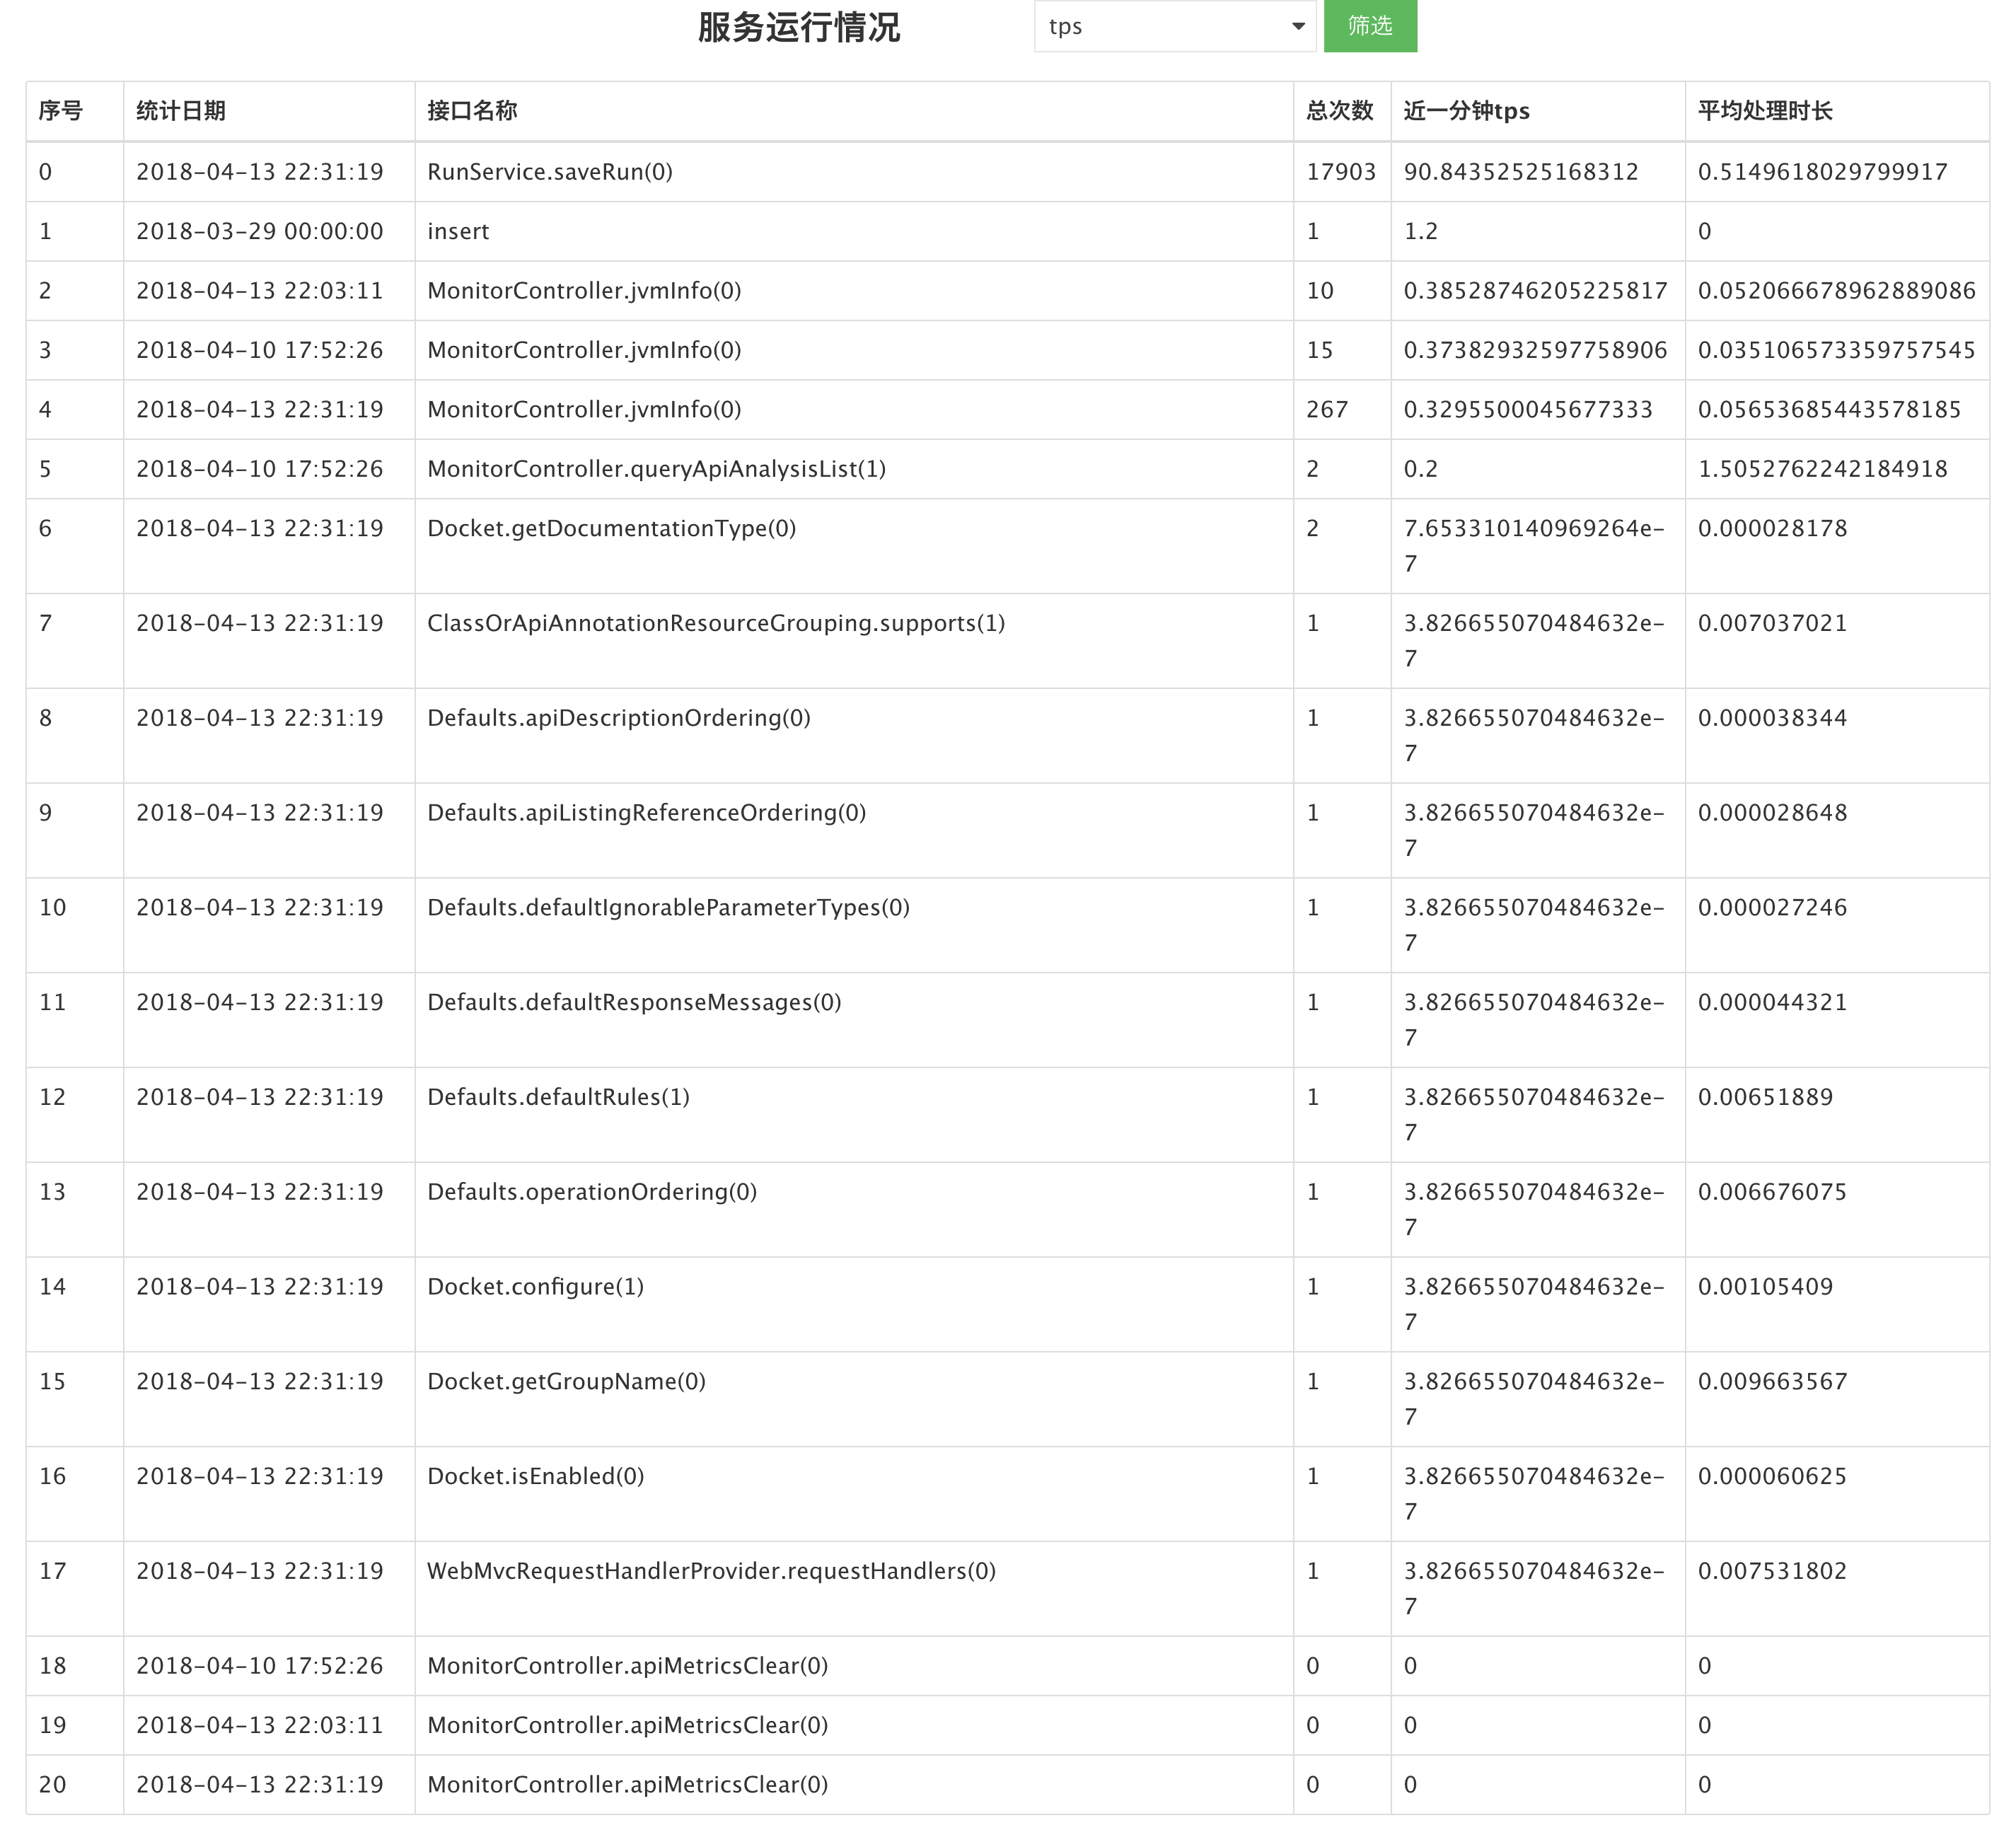 服务运行情况 tps 筛选
序号 统计日期 接口名称 总次数 近一分钟tps 平均处理时长
0 2018-04-13 22:31:19 RunService.saveRun(0) 17903 90.84352525168312 0.5149618029799917
1 2018-03-29 00:00:00 insert 1 1.2 0
2 2018-04-13 22:03:11 MonitorController.jvmInfo(0) 10 0.38528746205225817 0.052066678962889086
3 2018-04-10 17:52:26 MonitorController.jvmInfo(0) 15 0.37382932597758906 0.035106573359757545
4 2018-04-13 22:31:19 MonitorController.jvmInfo(0) 267 0.3295500045677333 0.05653685443578185
5 2018-04-10 17:52:26 MonitorController.queryApiAnalysisList(1) 2 0.2 1.5052762242184918
6 2018-04-13 22:31:19 Docket.getDocumentationType(0) 2 7.653310140969264e- 0.000028178
7
7 2018-04-13 22:31:19 ClassOrApiAnnotationResourceGrouping.supports(1) 1 3.826655070484632e- 0.007037021
7
8 2018-04-13 22:31:19 Defaults.apiDescriptionOrdering(0) 1 3.826655070484632e- 0.000038344
7
9 2018-04-13 22:31:19 Defaults.apiListingReferenceOrdering(0) 1 3.826655070484632e- 0.000028648
7
10 2018-04-13 22:31:19 Defaults.defaultIgnorableParameterTypes(0) 1 3.826655070484632e- 0.000027246
7
11 2018-04-13 22:31:19 Defaults.defaultResponseMessages(0) 1 3.826655070484632e- 0.000044321
7
12 2018-04-13 22:31:19 Defaults.defaultRules(1) 1 3.826655070484632e- 0.00651889
7
13 2018-04-13 22:31:19 Defaults.operationOrdering(0) 1 3.826655070484632e- 0.006676075
7
14 2018-04-13 22:31:19 Docket.configure(1) 1 3.826655070484632e- 0.00105409
7
15 2018-04-13 22:31:19 Docket.getGroupName(0) 1 3.826655070484632e- 0.009663567
7
16 2018-04-13 22:31:19 Docket.isEnabled(0) 1 3.826655070484632e- 0.000060625
7
17 2018-04-13 22:31:19 WebMvcRequestHandlerProvider.requestHandlers(0) 1 3.826655070484632e- 0.007531802
7
18 2018-04-10 17:52:26 MonitorController.apiMetricsClear(0) 0 0 0
19 2018-04-13 22:03:11 MonitorController.apiMetricsClear(0) 0 0 0
20 2018-04-13 22:31:19 MonitorController.apiMetricsClear(0) 0 0 0